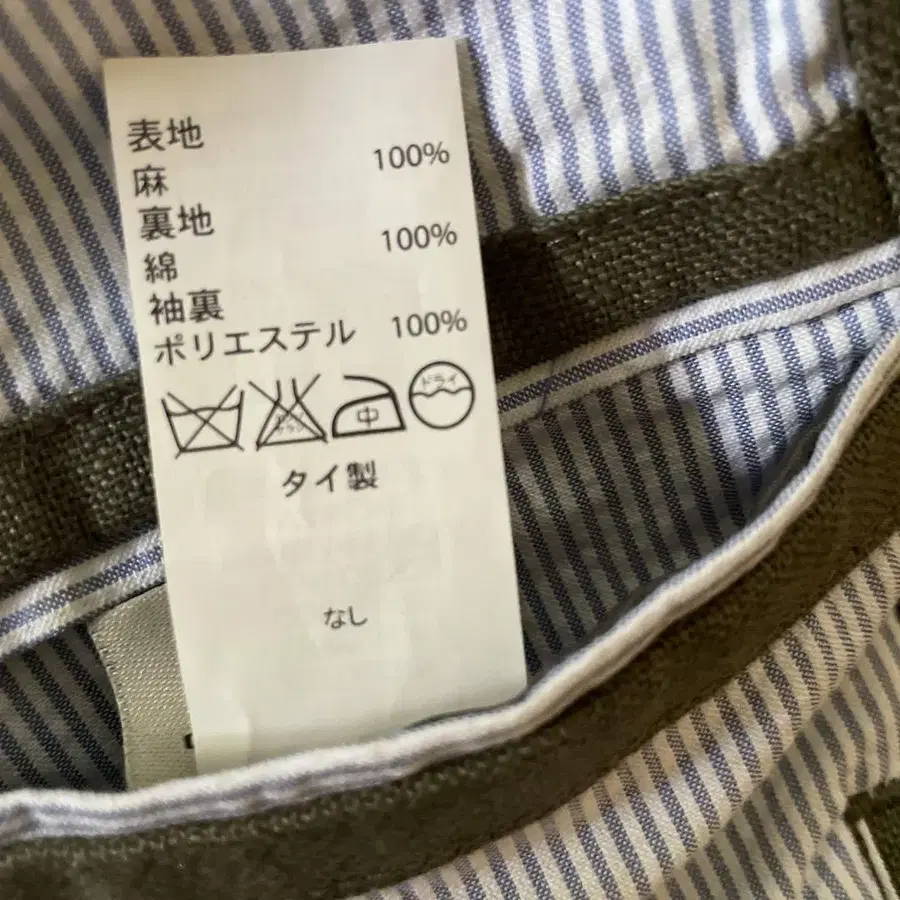 表地
麻 100%
裏地
綿 100%
袖裏
ポリエステル 100%
中
ドライ
タイ製
なし